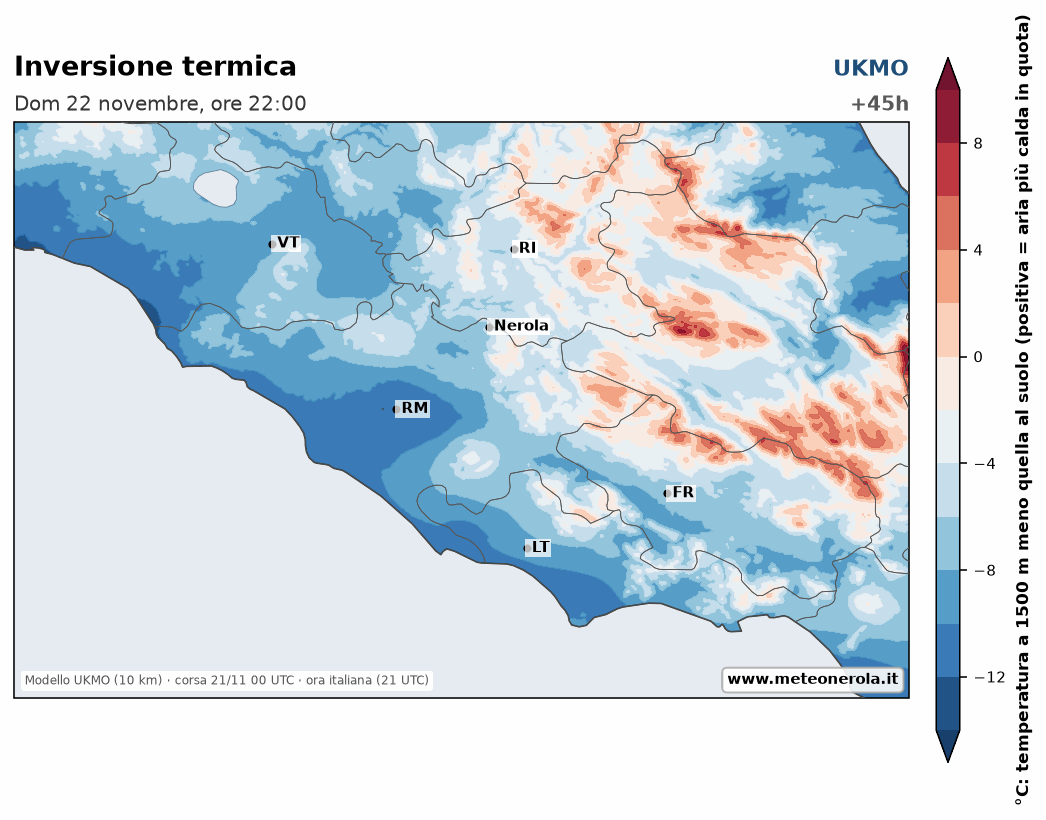 Inversione termica
UKMO
Dom 22 novembre, ore 22:00
+45h
VT
RI
Nerola
RM
FR
LT
Modello UKMO (10 km) · corsa 21/11 00 UTC · ora italiana (21 UTC)
www.meteonerola.it
8
4
0
−4
−8
−12
°C: temperatura a 1500 m meno quella al suolo (positiva = aria più calda in quota)